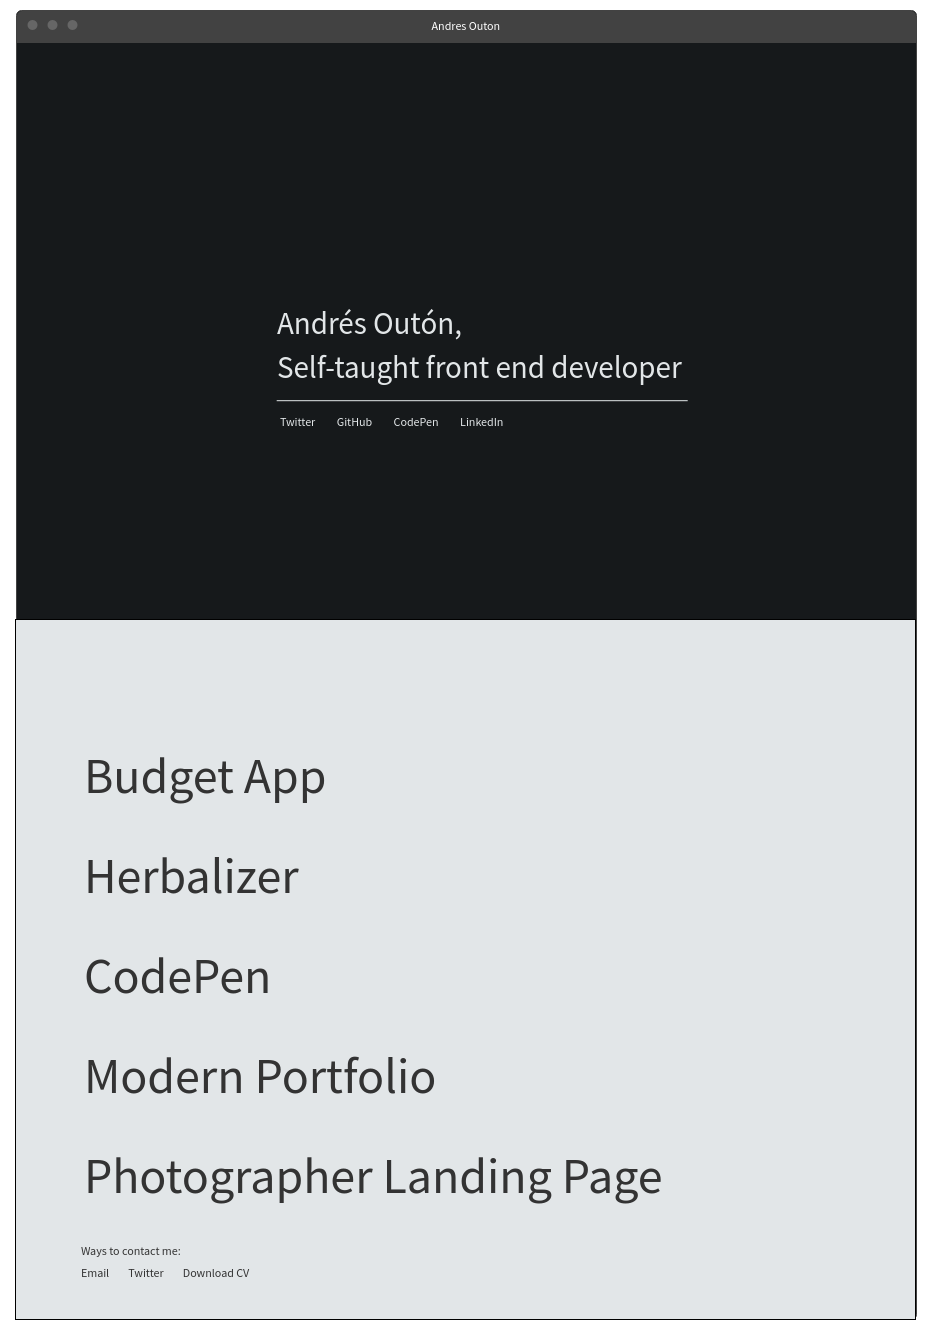 Andres Outon
Andrés Outón,
Self-taught front end developer
Twitter GitHub CodePen LinkedIn
Budget App
Herbalizer
CodePen
Modern Portfolio
Photographer Landing Page
Ways to contact me:
Email Twitter Download CV